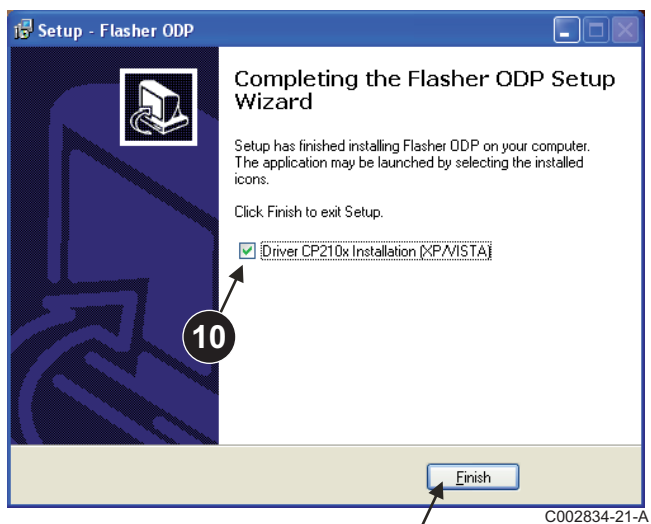 Setup - Flasher ODP
Completing the Flasher ODP Setup
Wizard
Setup has finished installing Flasher ODP on your computer.
The application may be launched by selecting the installed
icons.
Click Finish to exit Setup.
Driver CP210x Installation (XP/VISTA)
10
Finish
C002834-21-A